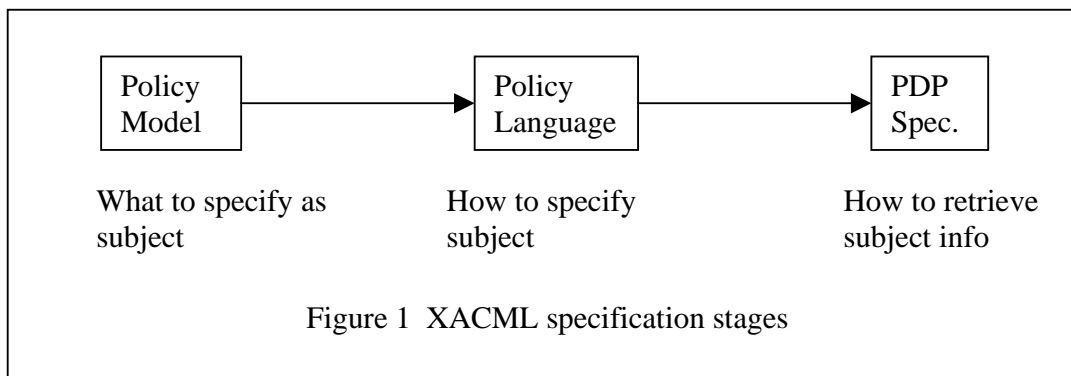 Policy
Model
Policy
Language
PDP
Spec.
What to specify as
subject
How to specify
subject
How to retrieve
subject info
Figure 1  XACML specification stages